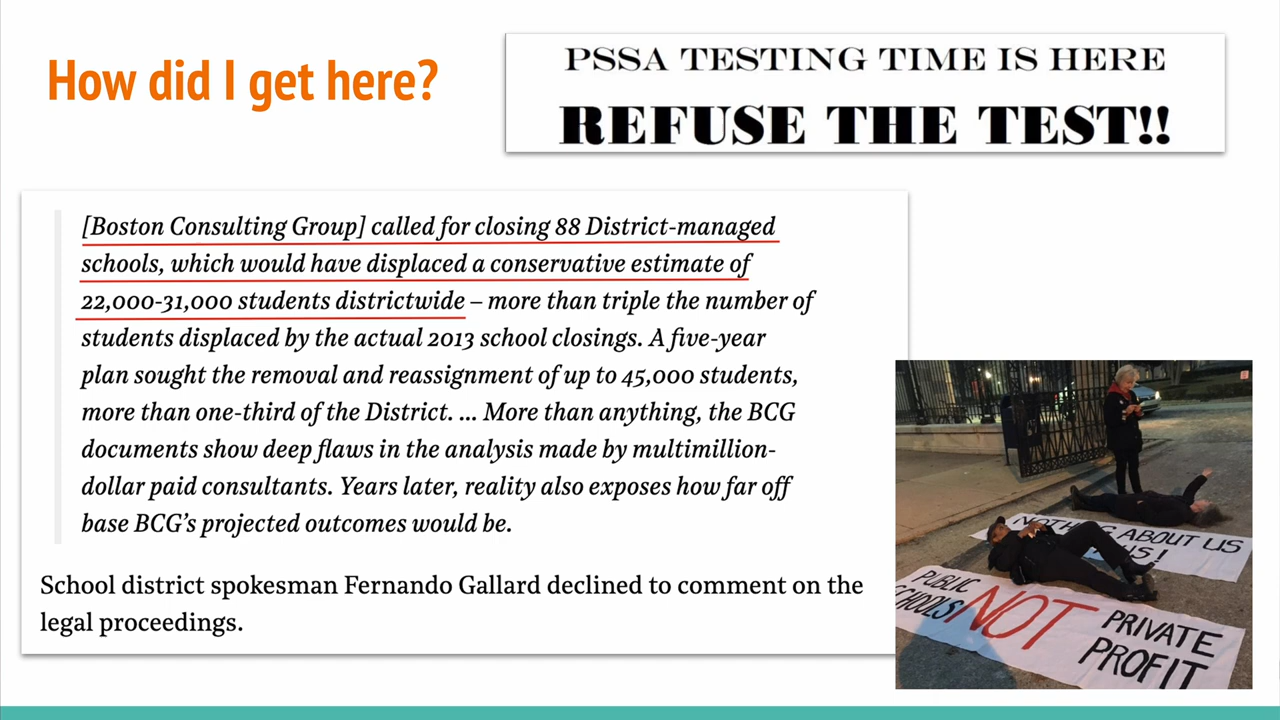 How did I get here?
PSSA TESTING TIME IS HERE
REFUSE THE TEST!!
[Boston Consulting Group] called for closing 88 District-managed
schools, which would have displaced a conservative estimate of
22,000-31,000 students districtwide – more than triple the number of
students displaced by the actual 2013 school closings. A five-year
plan sought the removal and reassignment of up to 45,000 students,
more than one-third of the District. ... More than anything, the BCG
documents show deep flaws in the analysis made by multimillion-
dollar paid consultants. Years later, reality also exposes how far off
base BCG’s projected outcomes would be.
School district spokesman Fernando Gallard declined to comment on the
legal proceedings.
ABOUT US
US!
PUBLIC
NOT
PRIVATE
PROFIT